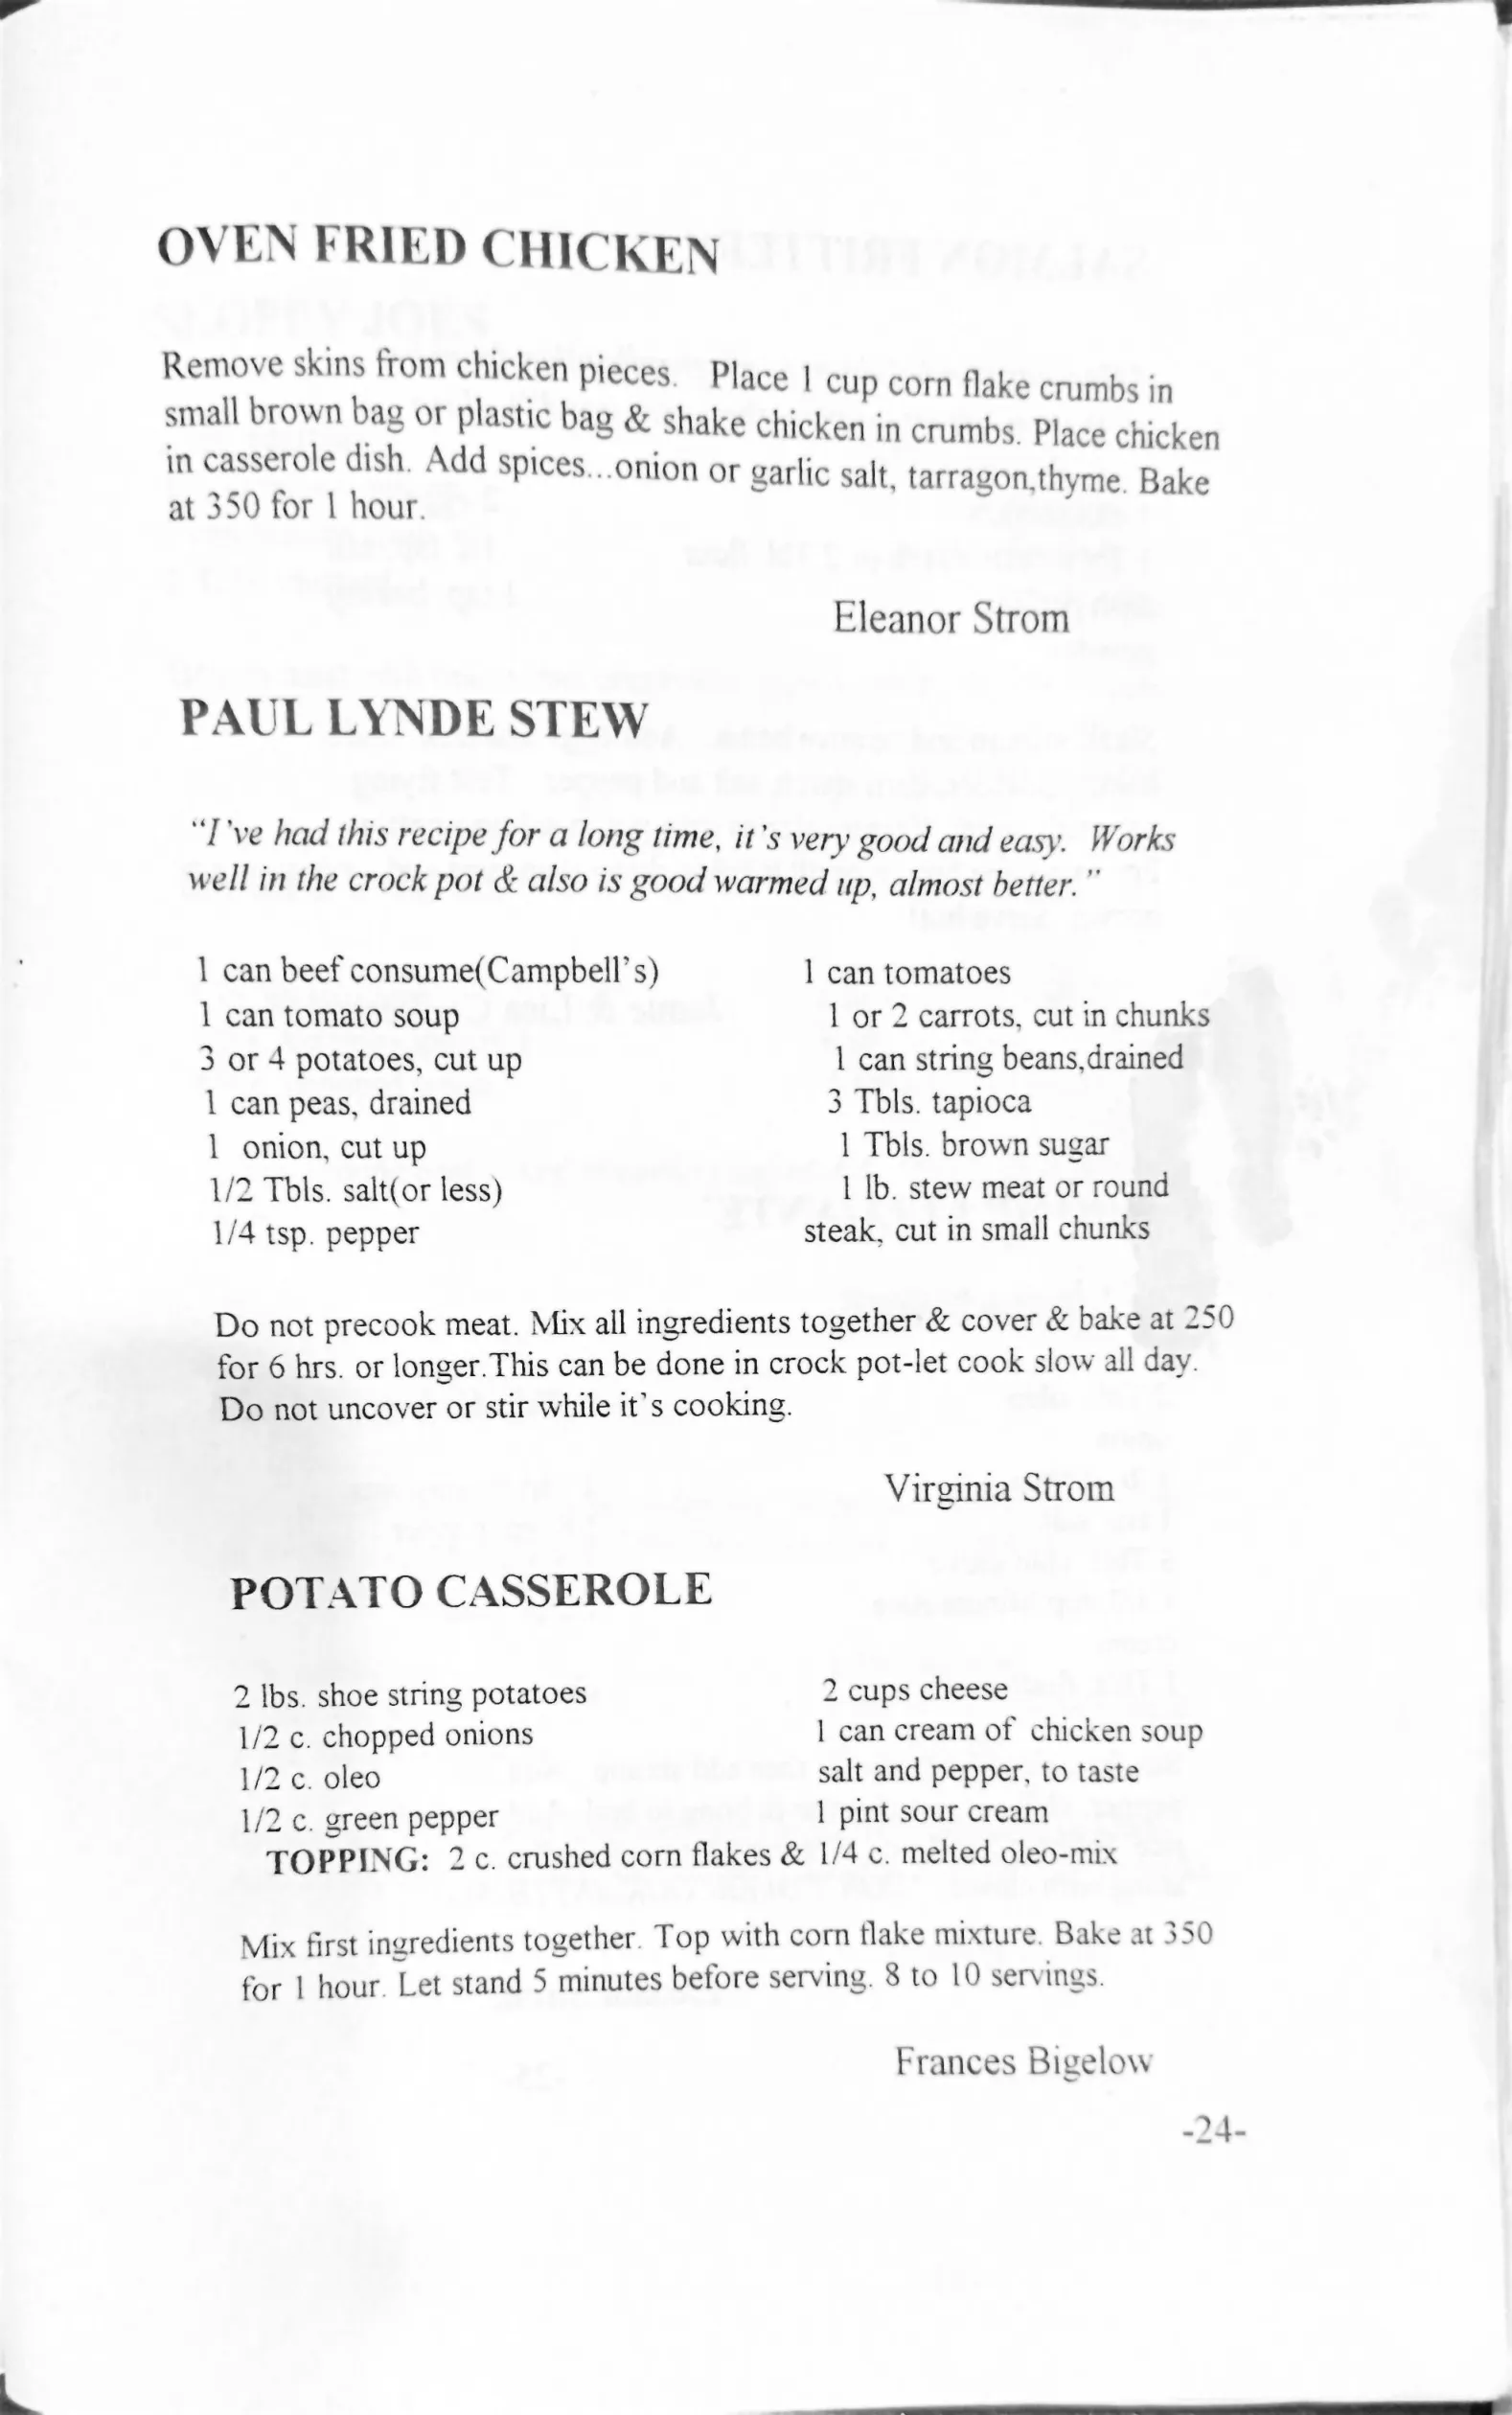 OVEN FRIED CHICKEN
Remove skins from chicken pieces. Place 1 cup corn flake crumbs in
small brown bag or plastic bag & shake chicken in crumbs. Place chicken
in casserole dish. Add spices...onion or garlic salt, tarragon,thyme. Bake
at 350 for 1 hour.
Eleanor Strom
PAUL LYNDE STEW
"I've had this recipe for a long time, it's very good and easy. Works
well in the crock pot & also is good warmed up, almost better."
1 can beef consume(Campbell's) 1 can tomatoes
1 can tomato soup 1 or 2 carrots, cut in chunks
3 or 4 potatoes, cut up 1 can string beans,drained
1 can peas, drained 3 Tbls. tapioca
1 onion, cut up 1 Tbls. brown sugar
1/2 Tbls. salt(or less) 1 lb. stew meat or round
1/4 tsp. pepper steak, cut in small chunks
Do not precook meat. Mix all ingredients together & cover & bake at 250
for 6 hrs. or longer.This can be done in crock pot-let cook slow all day.
Do not uncover or stir while it's cooking.
Virginia Strom
POTATO CASSEROLE
2 lbs. shoe string potatoes 2 cups cheese
1/2 c. chopped onions 1 can cream of chicken soup
1/2 c. oleo salt and pepper, to taste
1/2 c. green pepper 1 pint sour cream
TOPPING: 2 c. crushed corn flakes & 1/4 c. melted oleo-mix
Mix first ingredients together. Top with corn flake mixture. Bake at 350
for 1 hour. Let stand 5 minutes before serving. 8 to 10 servings.
Frances Bigelow
-24-